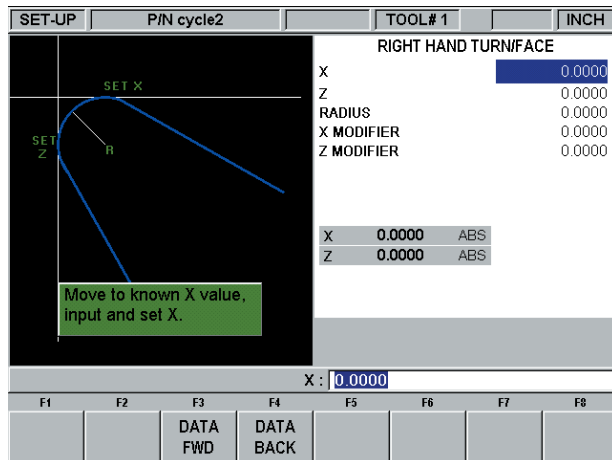 SET-UP P/N cycle2 TOOL# 1 INCH
RIGHT HAND TURN/FACE
X 0.0000
Z 0.0000
RADIUS 0.0000
X MODIFIER 0.0000
Z MODIFIER 0.0000
SET X
SET
Z
R
X 0.0000 ABS
Z 0.0000 ABS
Move to known X value,
input and set X.
X : 0.0000
F1 F2 F3 F4 F5 F6 F7 F8
DATA FWD DATA BACK